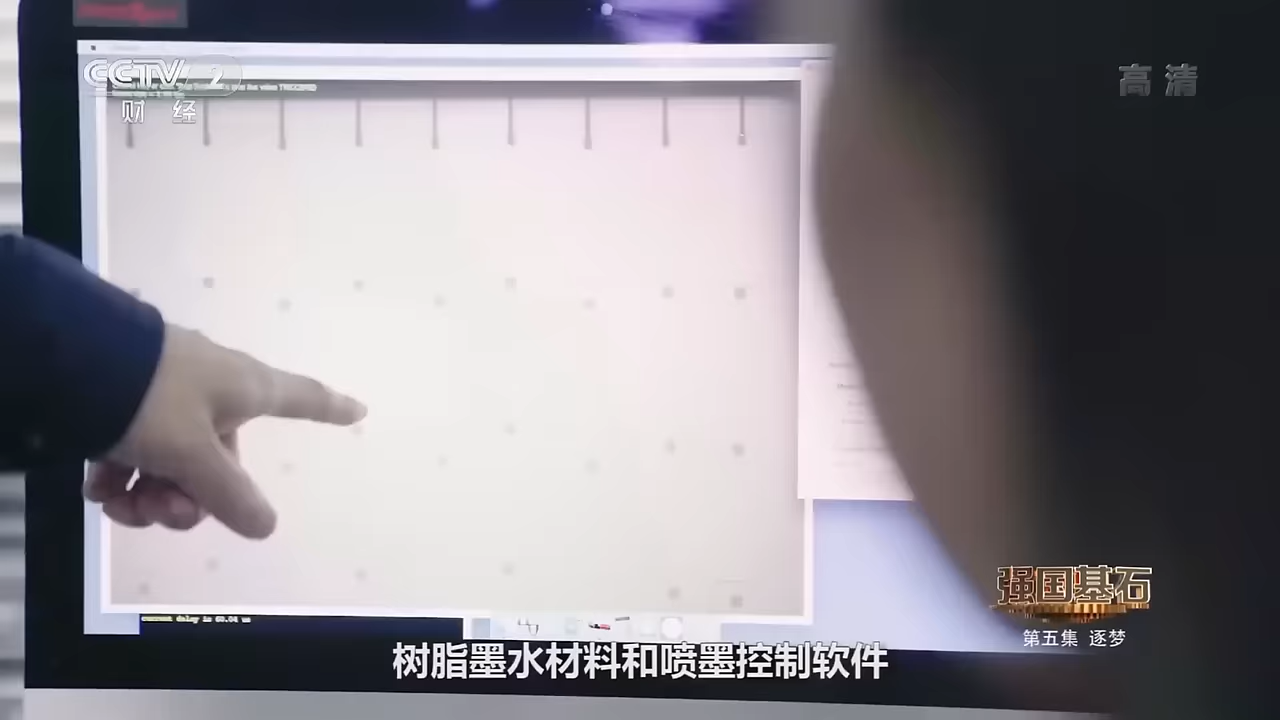 CCTV 2
财经
高清
强国基石
第五集 逐梦
树脂墨水材料和喷墨控制软件